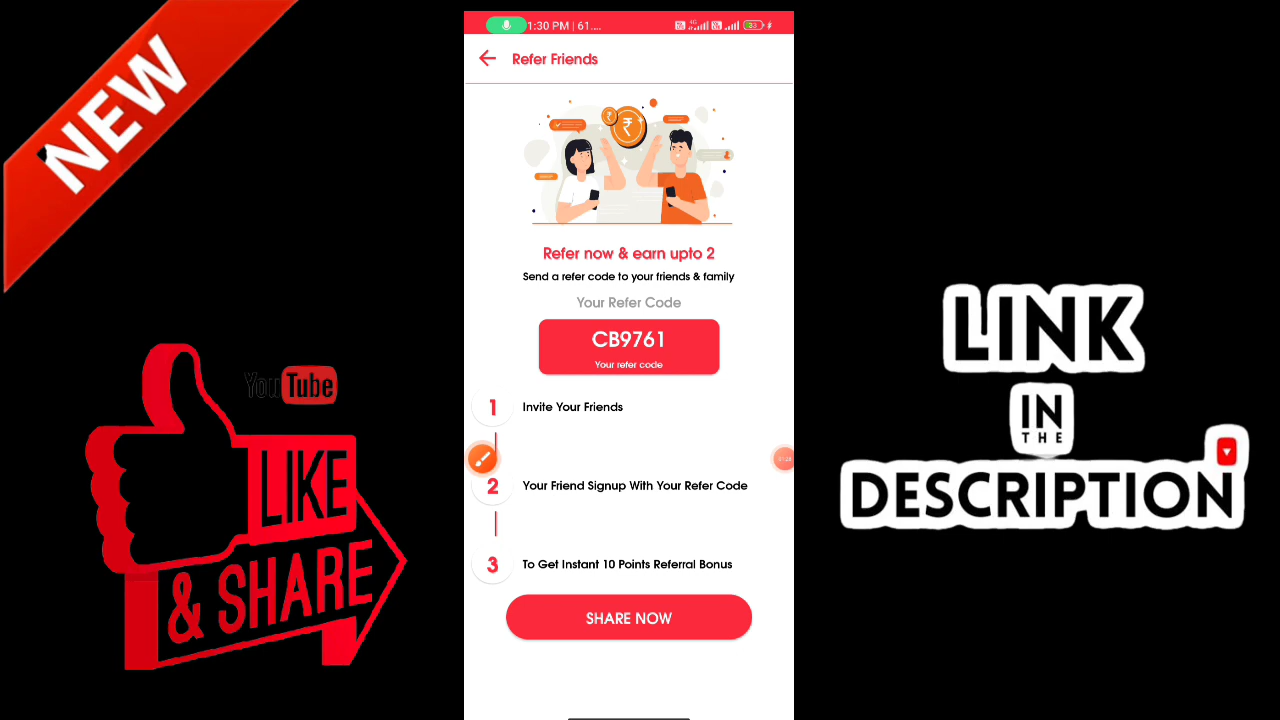 NEW
1:30 PM | 61....
4G
Refer Friends
Refer now & earn upto 2
Send a refer code to your friends & family
Your Refer Code
CB9761
Your refer code
1 Invite Your Friends
2 Your Friend Signup With Your Refer Code
3 To Get Instant 10 Points Referral Bonus
SHARE NOW
YouTube
LIKE
& SHARE
LINK
IN
THE
DESCRIPTION